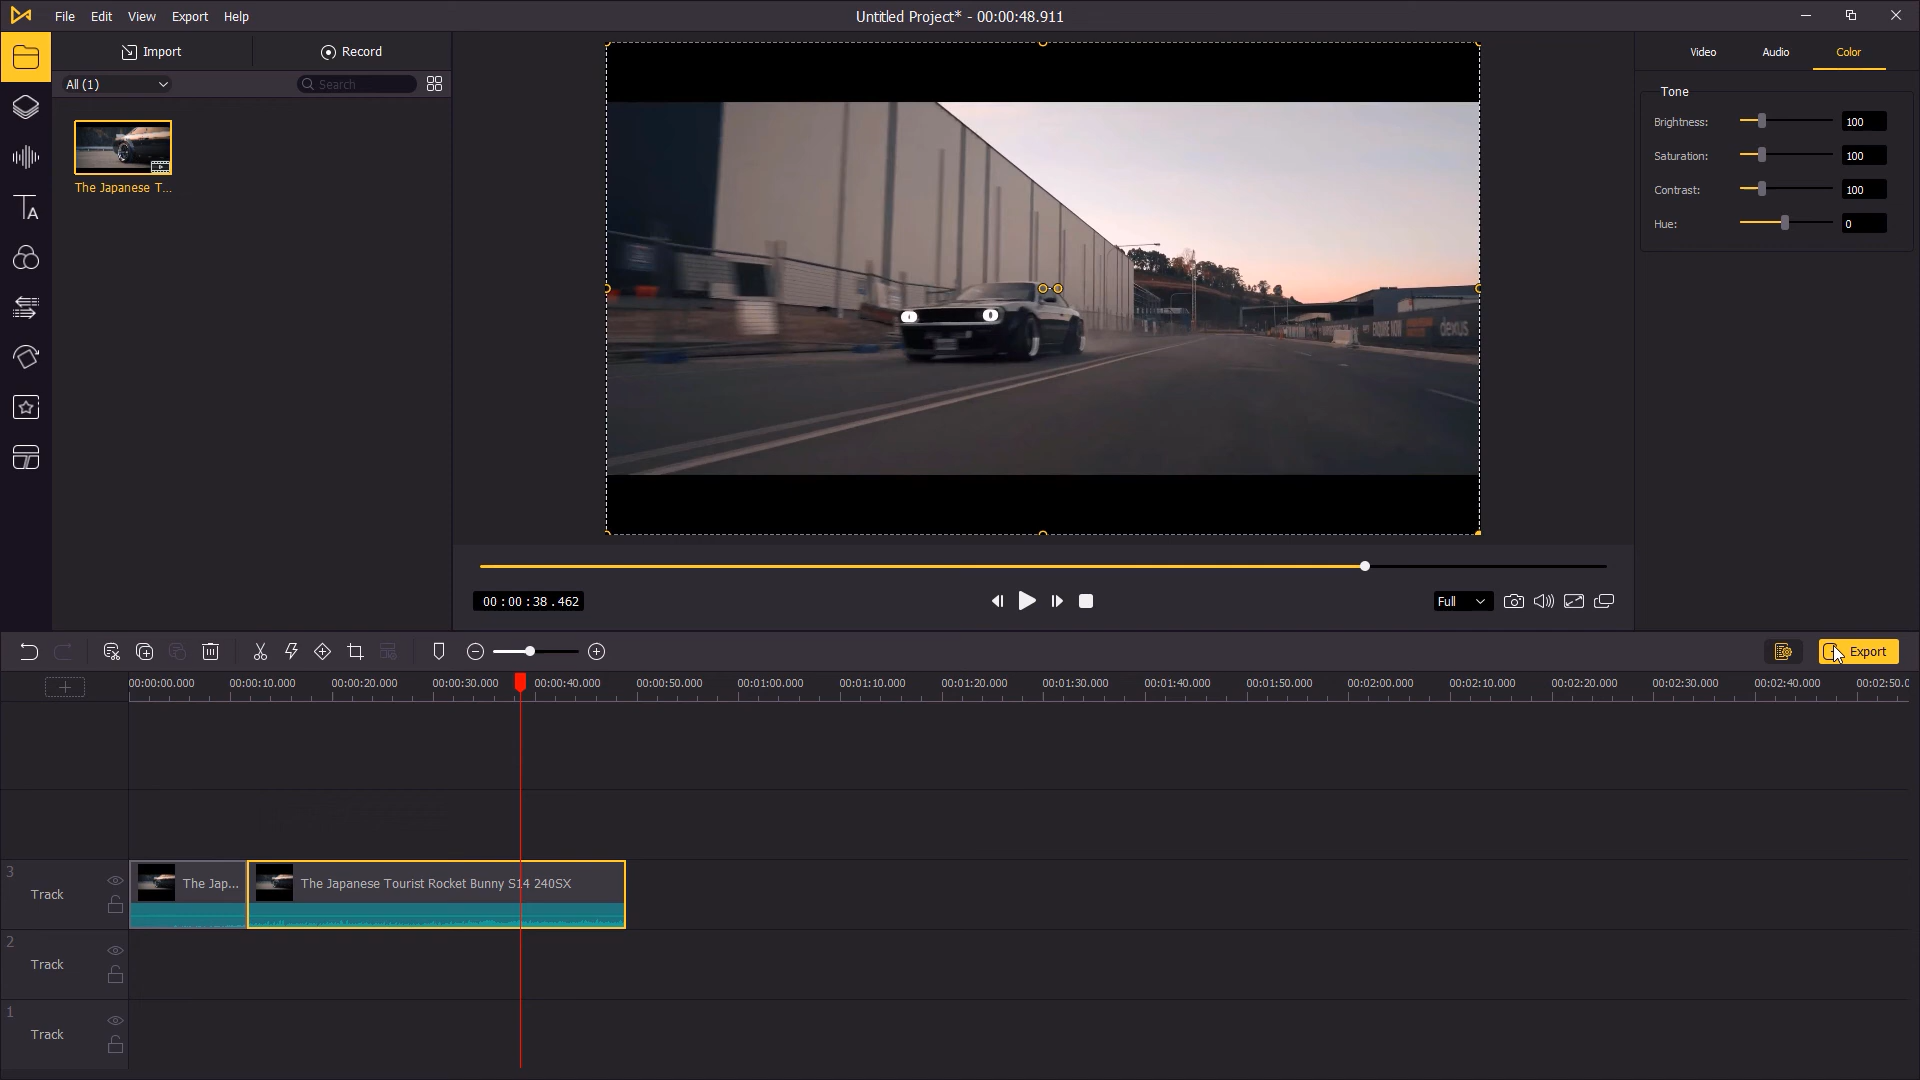 File Edit View Export Help
Untitled Project* - 00:00:48.911
Import Record
All (1)
Search
The Japanese T...
Video Audio Color
Tone
Brightness: 100
Saturation: 100
Contrast: 100
Hue: 0
ENQUIRE NOW dexus
00 : 00 : 38 . 462
Full
Export
00:00:00.000 00:00:10.000 00:00:20.000 00:00:30.000 00:00:40.000 00:00:50.000 00:01:00.000 00:01:10.000 00:01:20.000 00:01:30.000 00:01:40.000 00:01:50.000 00:02:00.000 00:02:10.000 00:02:20.000 00:02:30.000 00:02:40.000 00:02:50.0
3 Track
The Jap...
The Japanese Tourist Rocket Bunny S14 240SX
2 Track
1 Track